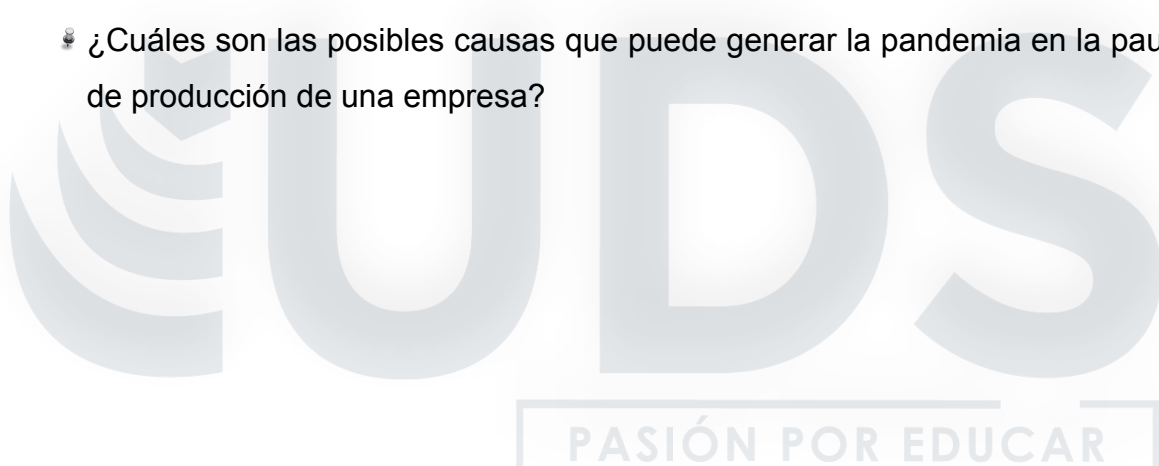 ¿Cuáles son las posibles causas que puede generar la pandemia en la
de producción de una empresa?
UDS
PASIÓN POR EDUCAR